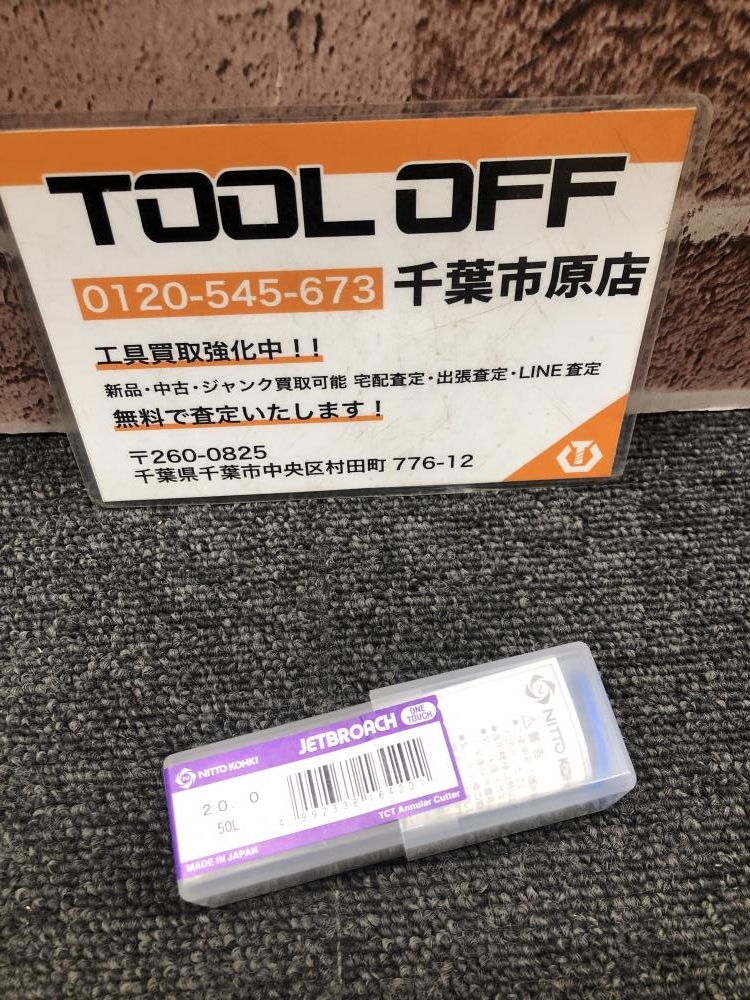 TOOL OFF
0120-545-673 千葉市原店
工具買取強化中！！
新品・中古・ジャンク買取可能 宅配査定・出張査定・LINE査定
無料で査定いたします！
〒260-0825
千葉県千葉市中央区村田町 776-12
JETBROACH ONE TOUCH
NITTO KOHKI
20.0
50L
TCT Annular Cutter
MADE IN JAPAN
NITTO KOHKI